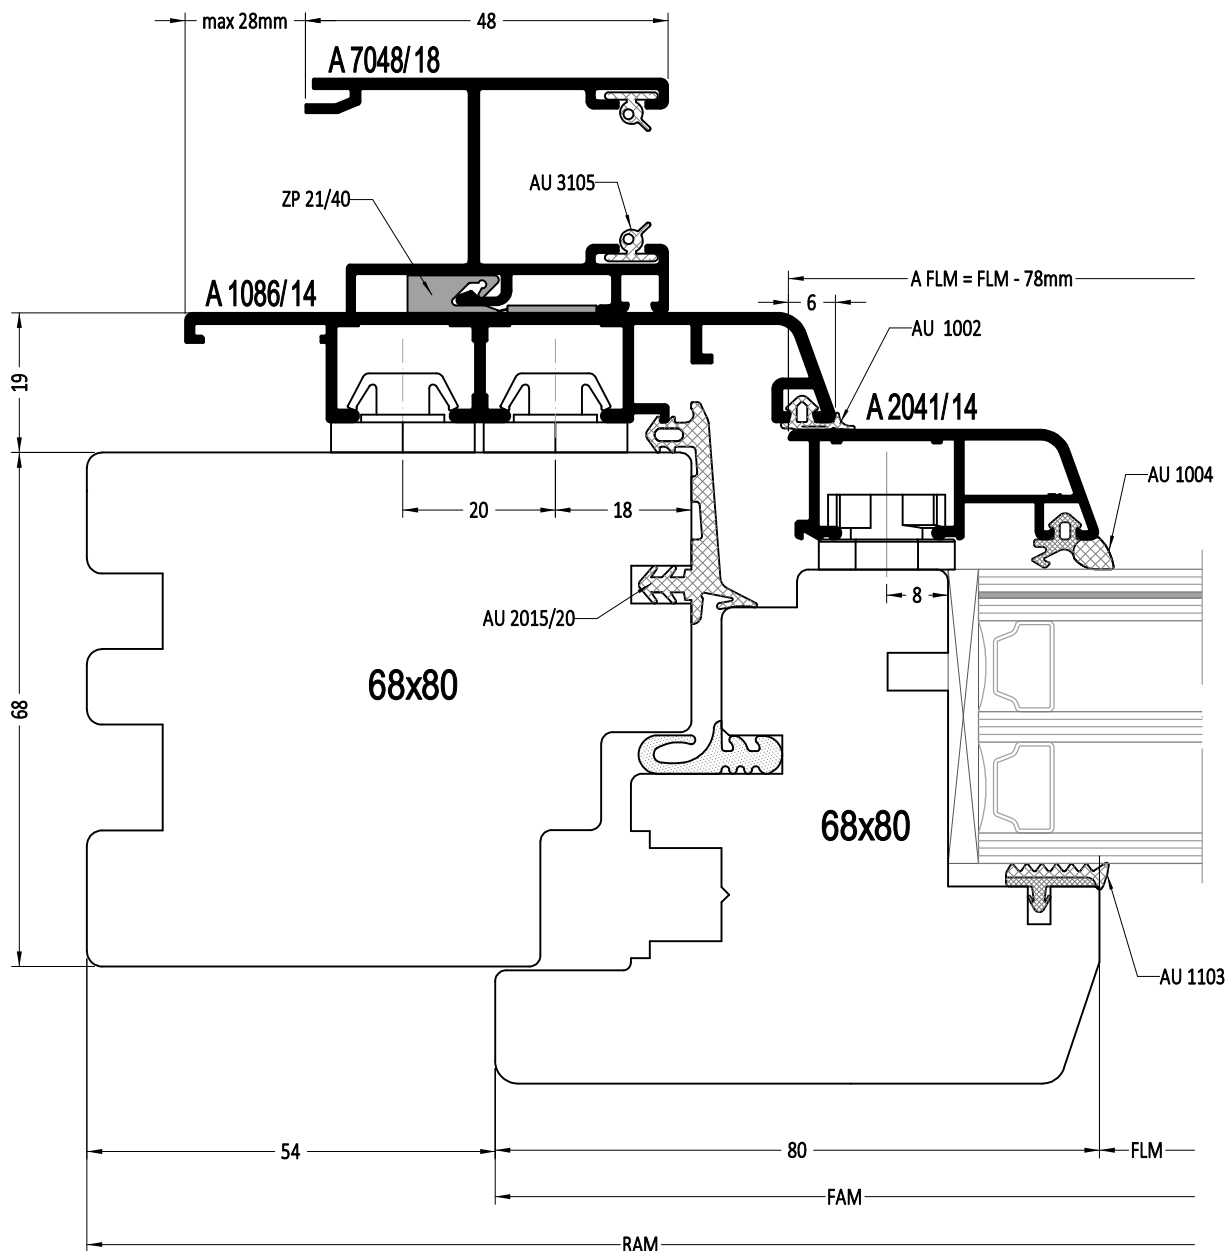 max 28mm
48
A 7048/18
AU 3105
ZP 21/40
A FLM = FLM - 78mm
A 1086/14
6
AU 1002
19
A 2041/14
AU 1004
20
18
8
AU 2015/20
68x80
68
68x80
AU 1103
54
80
FLM
FAM
RAM